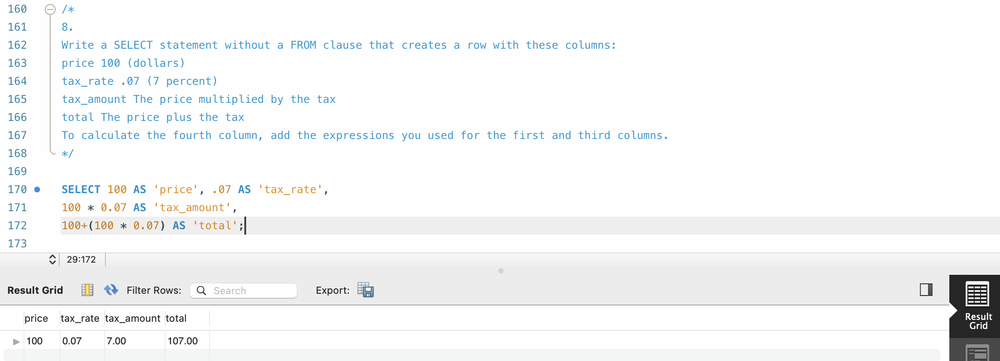 160 /*
161 8.
162 Write a SELECT statement without a FROM clause that creates a row with these columns:
163 price 100 (dollars)
164 tax_rate .07 (7 percent)
165 tax_amount The price multiplied by the tax
166 total The price plus the tax
167 To calculate the fourth column, add the expressions you used for the first and third columns.
168 */
169
170 SELECT 100 AS 'price', .07 AS 'tax_rate',
171 100 * 0.07 AS 'tax_amount',
172 100+(100 * 0.07) AS 'total';
173
29:172
Result Grid Filter Rows: Search Export:
price tax_rate tax_amount total
100 0.07 7.00 107.00
Result
Grid